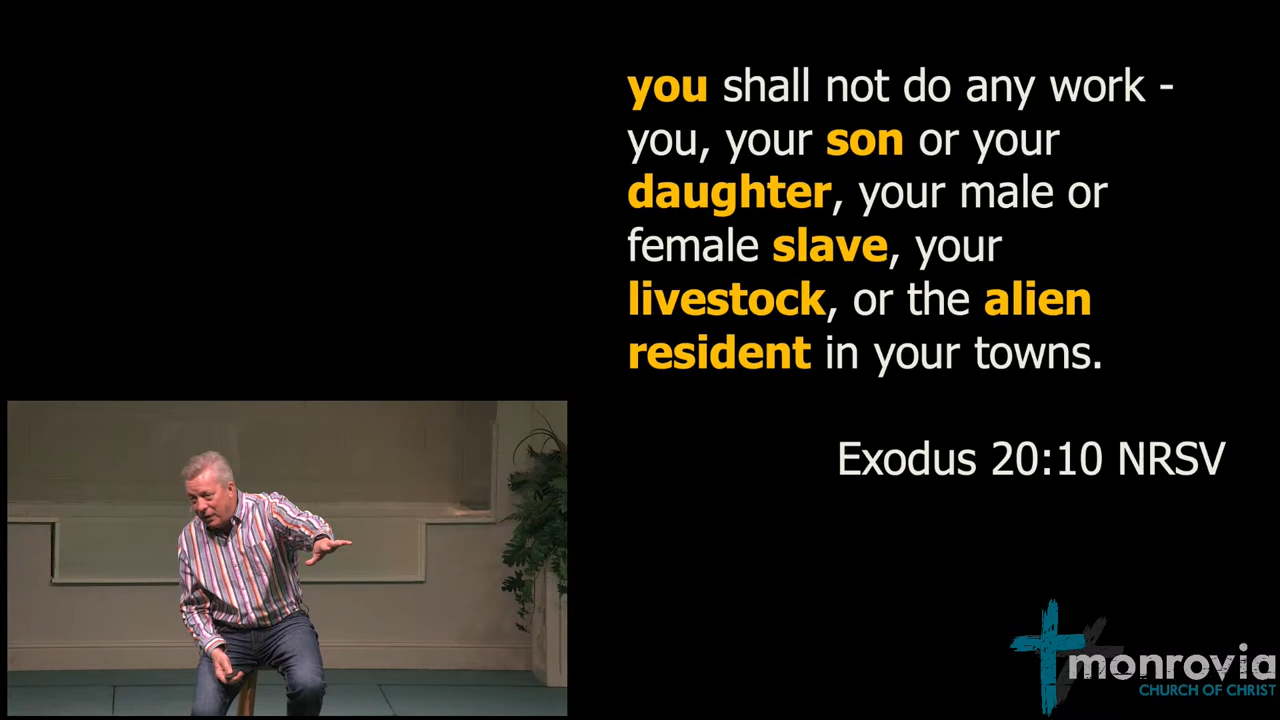 you shall not do any work -
you, your son or your
daughter, your male or
female slave, your
livestock, or the alien
resident in your towns.
Exodus 20:10 NRSV
monrovia
CHURCH OF CHRIST